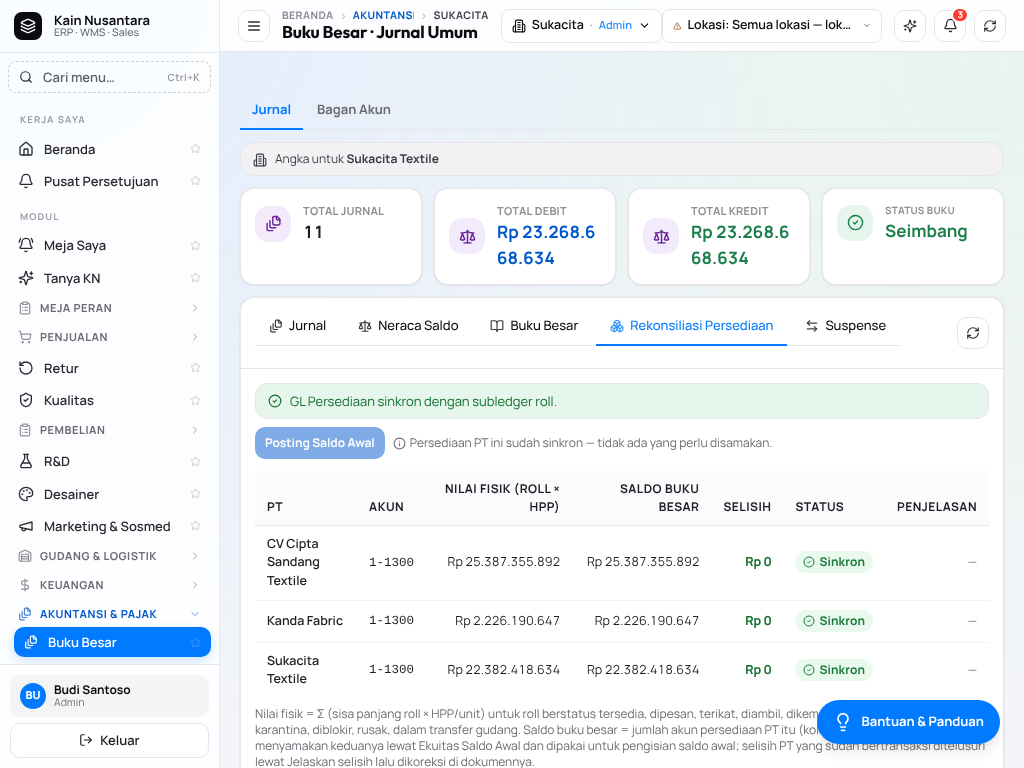 Kain Nusantara
ERP · WMS · Sales
Cari menu...
Ctrl+K
KERJA SAYA
Beranda
Pusat Persetujuan
MODUL
Meja Saya
Tanya KN
MEJA PERAN
PENJUALAN
Retur
Kualitas
PEMBELIAN
R&D
Desainer
Marketing & Sosmed
GUDANG & LOGISTIK
KEUANGAN
AKUNTANSI & PAJAK
Buku Besar
BU
Budi Santoso
Admin
Keluar
BERANDA > AKUNTANSI > SUKACITA
Buku Besar · Jurnal Umum
Sukacita · Admin
Lokasi: Semua lokasi — lok...
3
Jurnal
Bagan Akun
Angka untuk Sukacita Textile
TOTAL JURNAL
11
TOTAL DEBIT
Rp 23.268.6
68.634
TOTAL KREDIT
Rp 23.268.6
68.634
STATUS BUKU
Seimbang
Jurnal
Neraca Saldo
Buku Besar
Rekonsiliasi Persediaan
Suspense
GL Persediaan sinkron dengan subledger roll.
Posting Saldo Awal
Persediaan PT ini sudah sinkron — tidak ada yang perlu disamakan.
PT AKUN NILAI FISIK (ROLL × HPP) SALDO BUKU BESAR SELISIH STATUS PENJELASAN
CV Cipta Sandang Textile 1-1300 Rp 25.387.355.892 Rp 25.387.355.892 Rp 0 Sinkron —
Kanda Fabric 1-1300 Rp 2.226.190.647 Rp 2.226.190.647 Rp 0 Sinkron —
Sukacita Textile 1-1300 Rp 22.382.418.634 Rp 22.382.418.634 Rp 0 Sinkron —
Nilai fisik = Σ (sisa panjang roll × HPP/unit) untuk roll berstatus tersedia, dipesan, terikat, diambil,
karantina, diblokir, rusak, dalam transfer gudang. Saldo buku besar = jumlah akun persediaan PT itu
menyamakan keduanya lewat Ekuitas Saldo Awal dan dipakai untuk pengisian saldo awal; selisih PT yang sudah bertransaksi ditelusuri
lewat Jelaskan selisih lalu dikoreksi di dokumennya.
Bantuan & Panduan